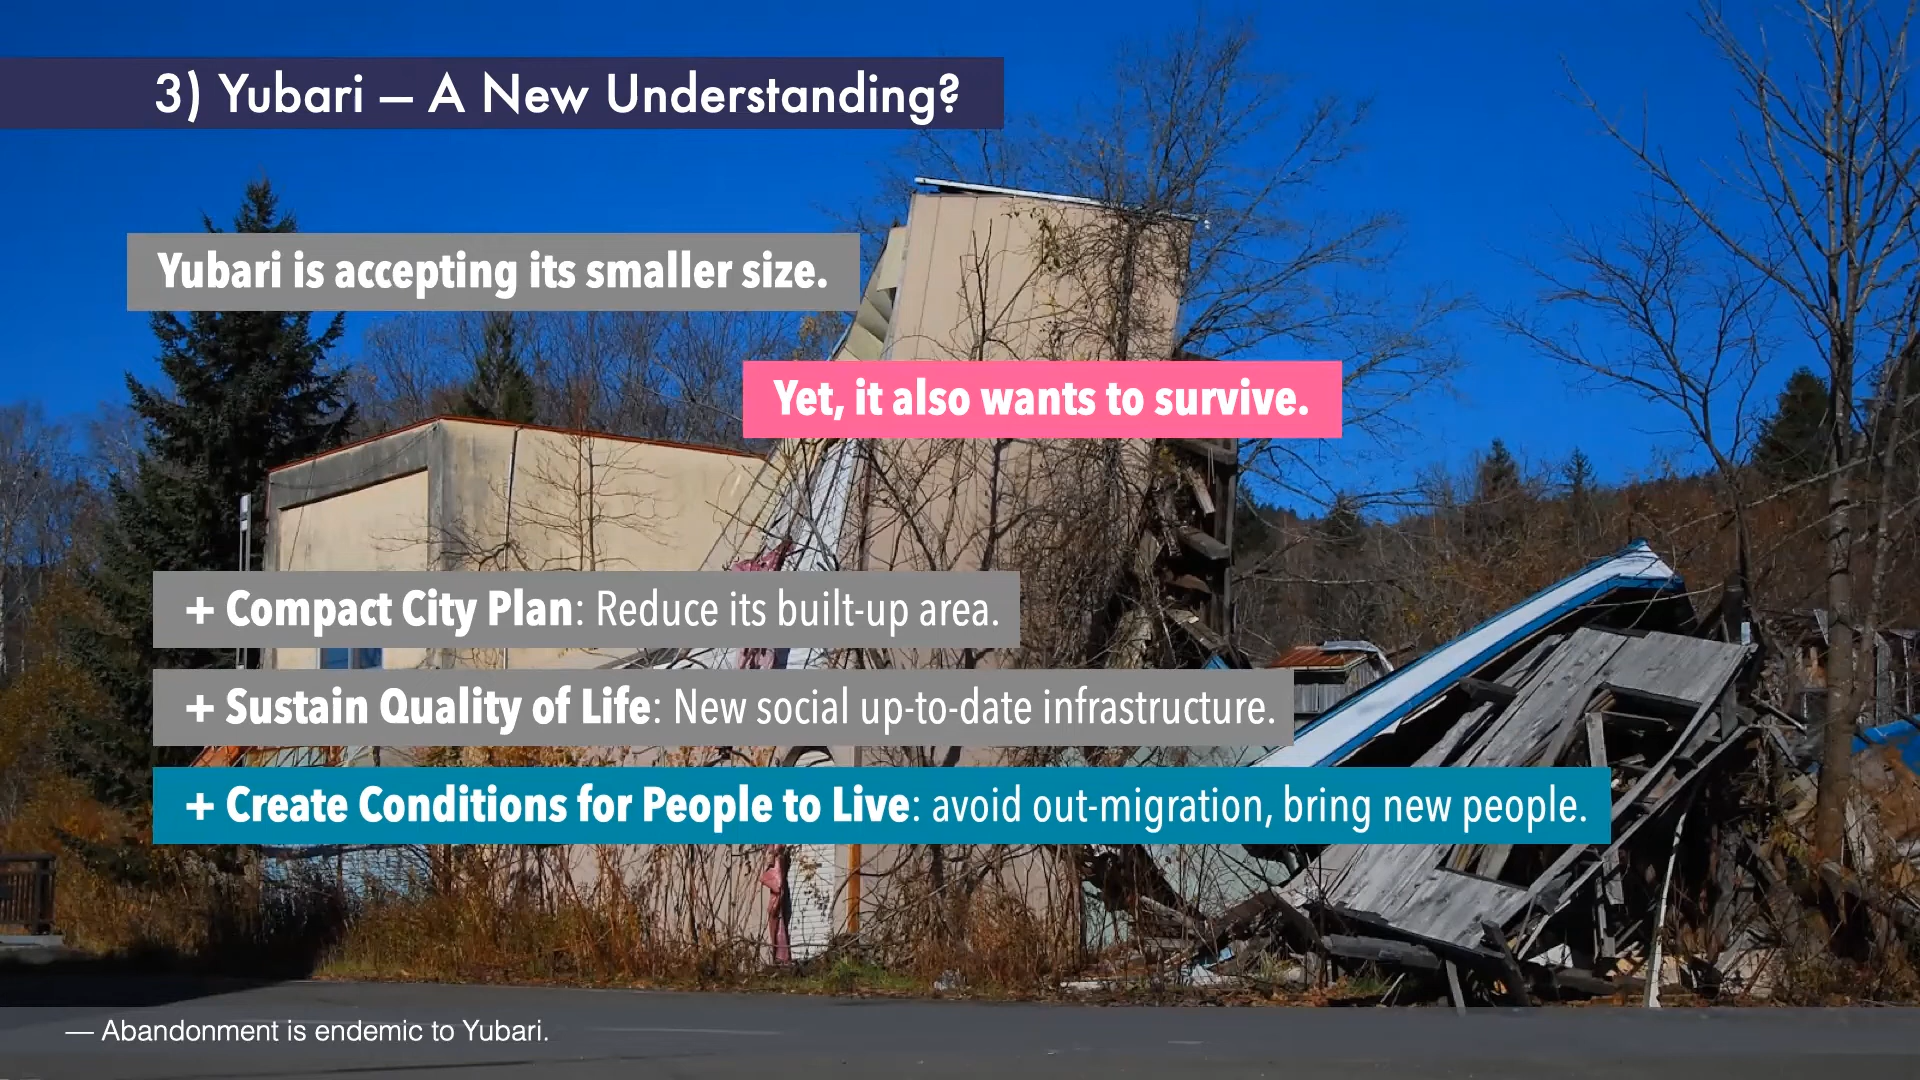 3) Yubari — A New Understanding?
Yubari is accepting its smaller size.
Yet, it also wants to survive.
+ Compact City Plan: Reduce its built-up area.
+ Sustain Quality of Life: New social up-to-date infrastructure.
+ Create Conditions for People to Live: avoid out-migration, bring new people.
— Abandonment is endemic to Yubari.